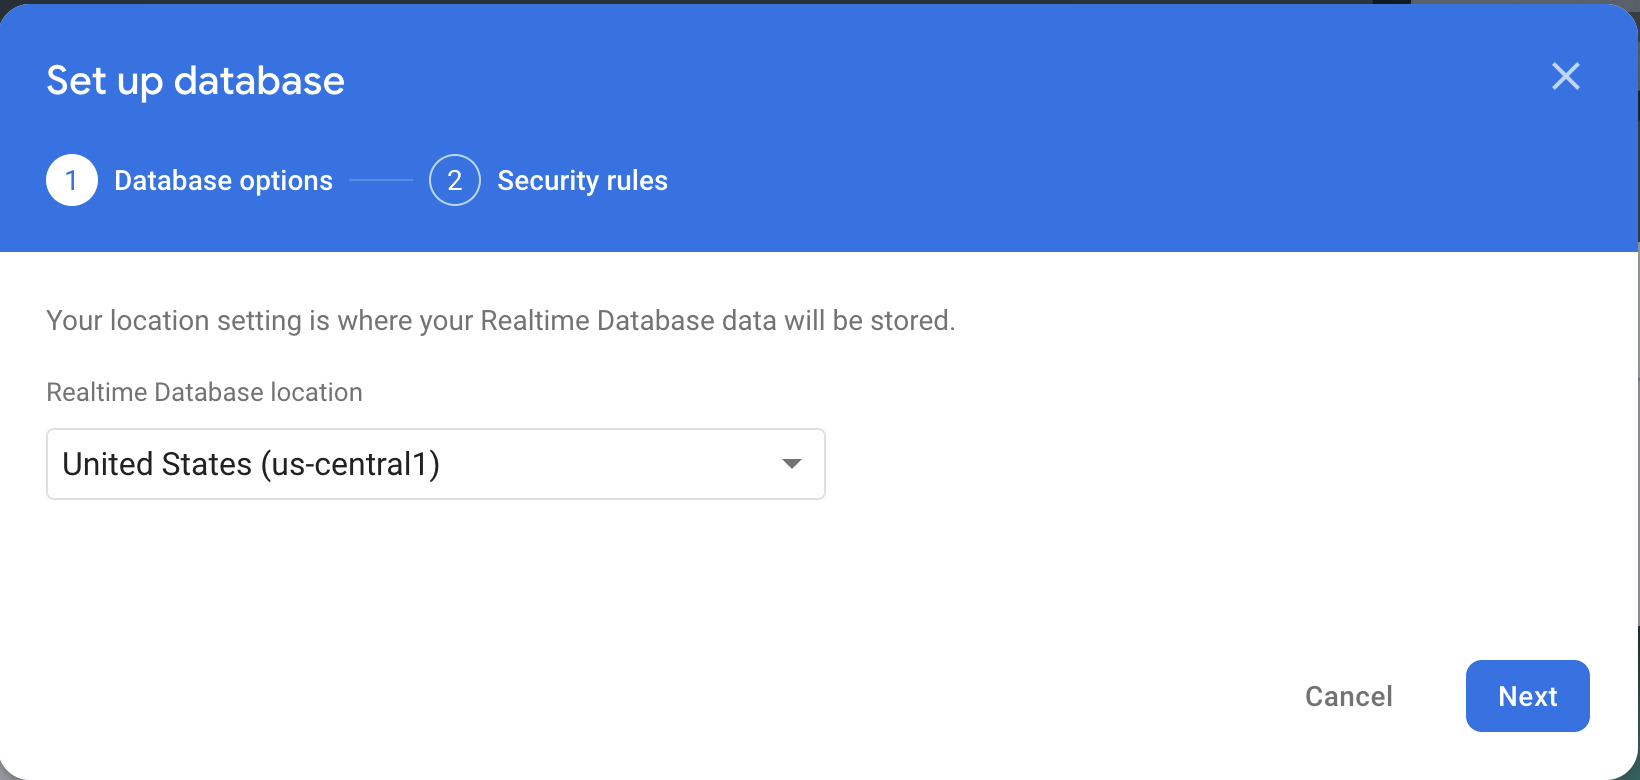 Set up database
1 Database options 2 Security rules
Your location setting is where your Realtime Database data will be stored.
Realtime Database location
United States (us-central1)
Cancel Next